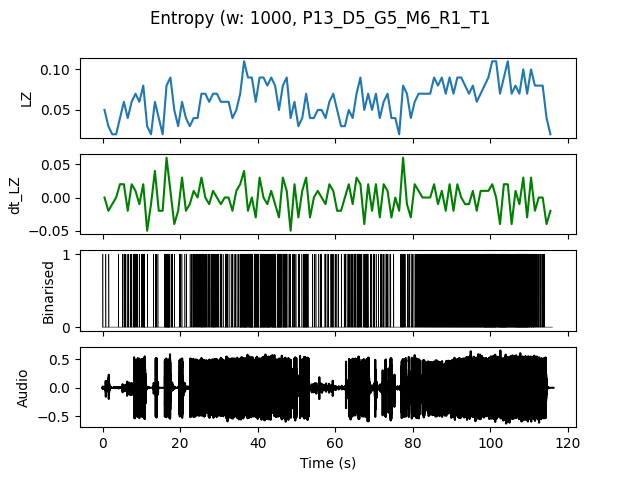 Entropy (w: 1000, P13_D5_G5_M6_R1_T1
0.10
0.05
LZ
0.05
0.00
−0.05
dt_LZ
1
0
Binarised
0.5
0.0
−0.5
Audio
0 20 40 60 80 100 120
Time (s)